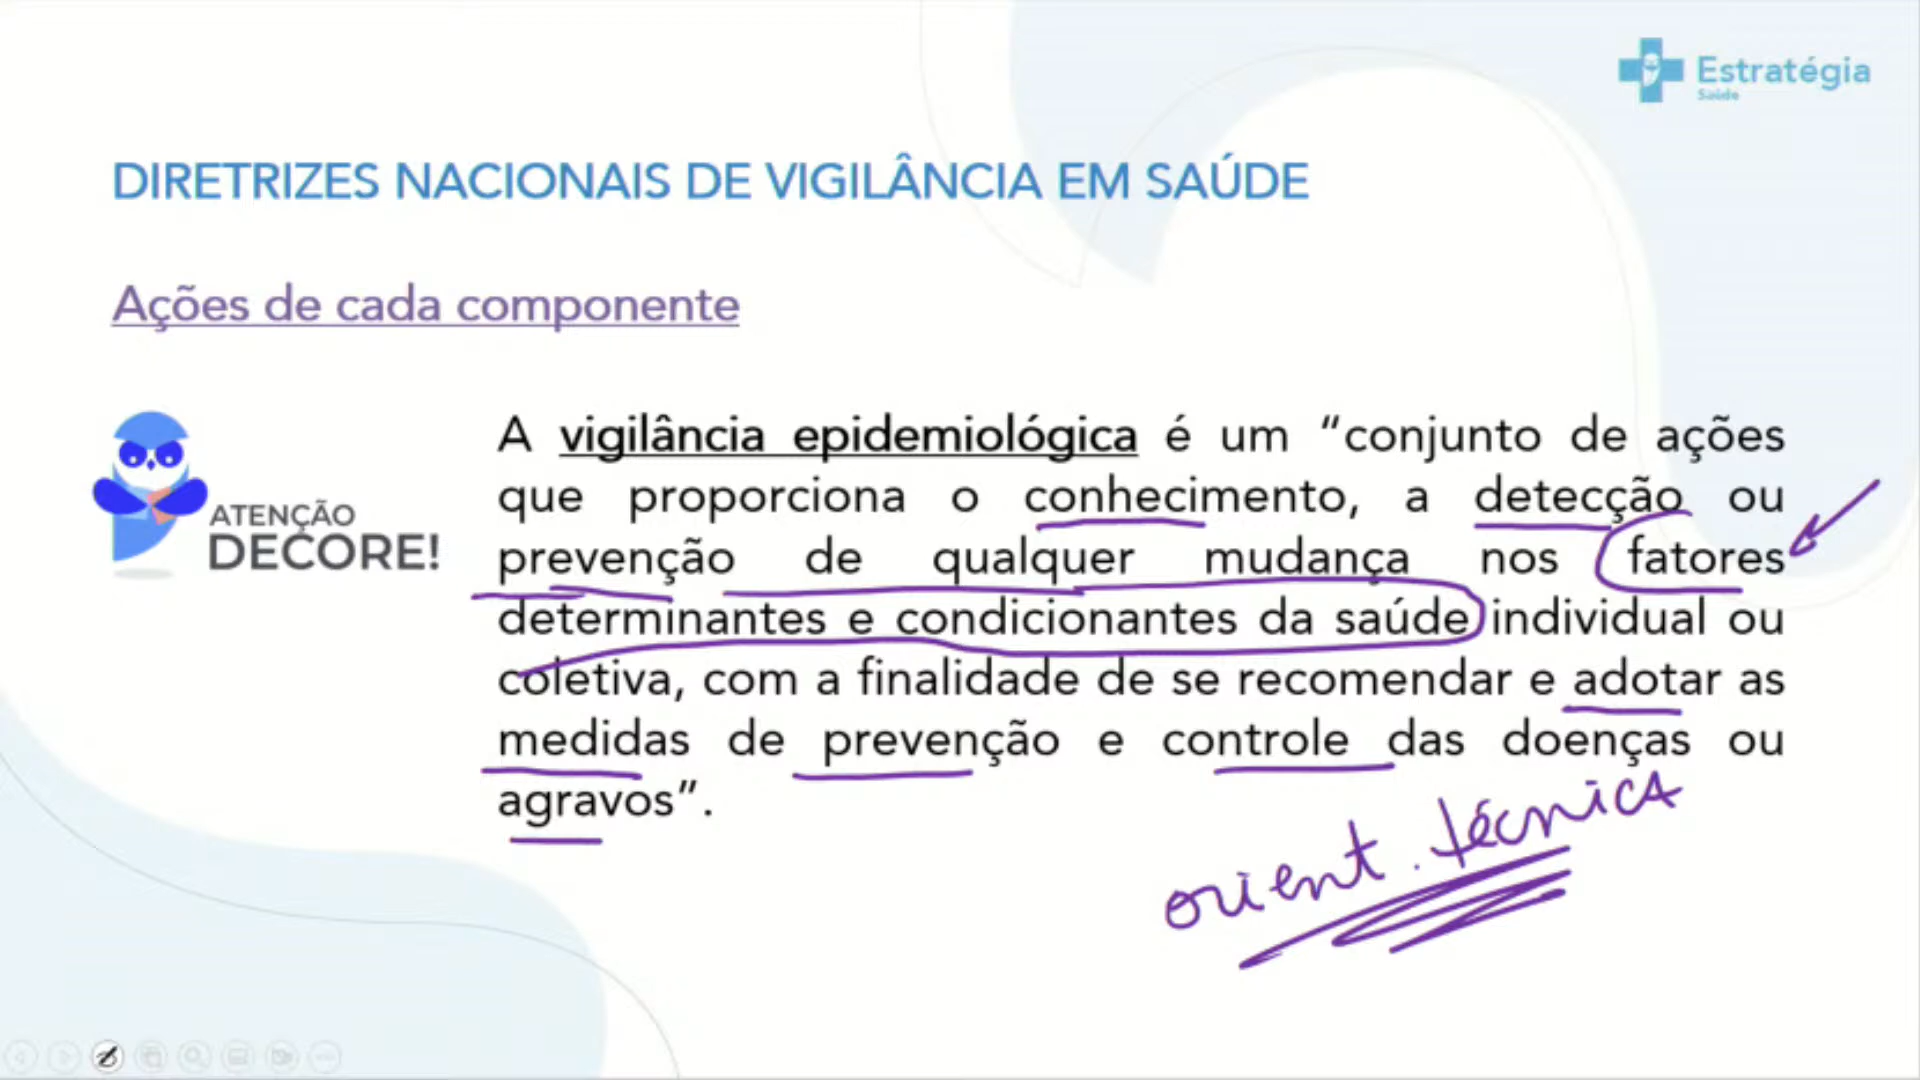 Estratégia
Saúde
DIRETRIZES NACIONAIS DE VIGILÂNCIA EM SAÚDE
Ações de cada componente
ATENÇÃO
DECORE!
A vigilância epidemiológica é um “conjunto de ações
que proporciona o conhecimento, a detecção ou
prevenção de qualquer mudança nos fatores
determinantes e condicionantes da saúde individual ou
coletiva, com a finalidade de se recomendar e adotar as
medidas de prevenção e controle das doenças ou
agravos”.
orient. técnica